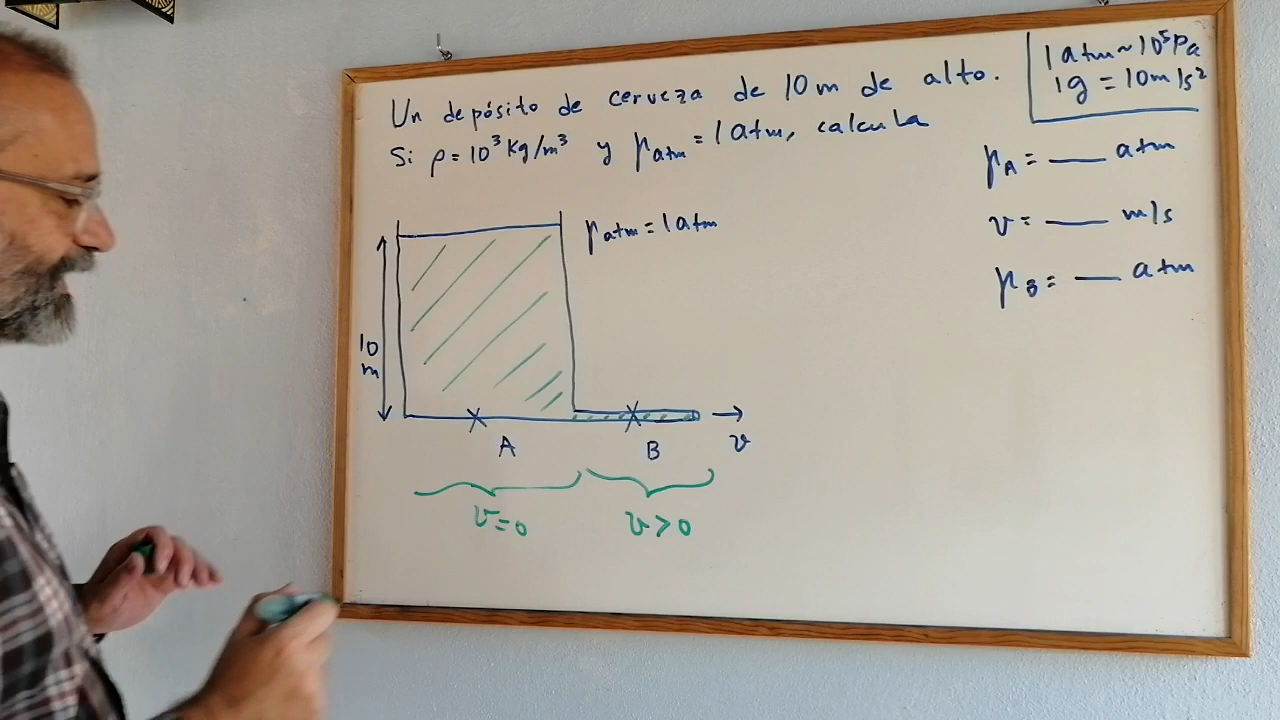 Un depósito de cerveza de 10 m de alto.
Si ρ = 10³ Kg/m³ y patm = 1 atm, calcula
1 atm ~ 10⁵ Pa
1g = 10 m/s²
pA = ___ atm
v = ___ m/s
pB = ___ atm
patm = 1 atm
10 m
A
B
v
v = 0
v > 0